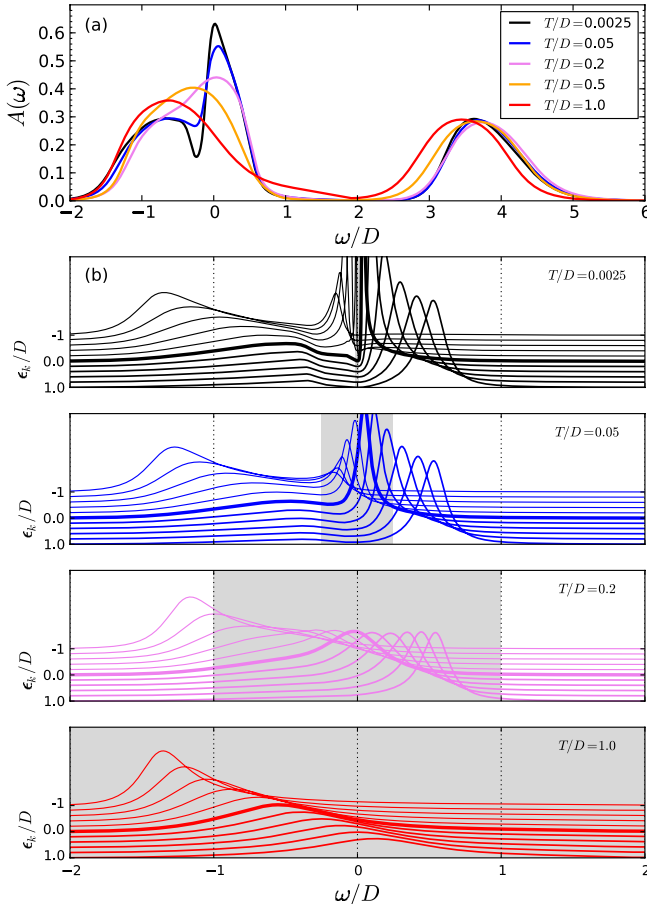 (a)
T/D=0.0025
T/D=0.05
T/D=0.2
T/D=0.5
T/D=1.0
A(ω)
0.6
0.5
0.4
0.3
0.2
0.1
0.0
−2 −1 0 1 2 3 4 5 6
ω/D
(b)
T/D=0.0025
ϵk/D
-1
0.0
1.0
T/D=0.05
ϵk/D
-1
0.0
1.0
T/D=0.2
ϵk/D
-1
0.0
1.0
T/D=1.0
ϵk/D
-1
0.0
1.0
−2 −1 0 1 2
ω/D